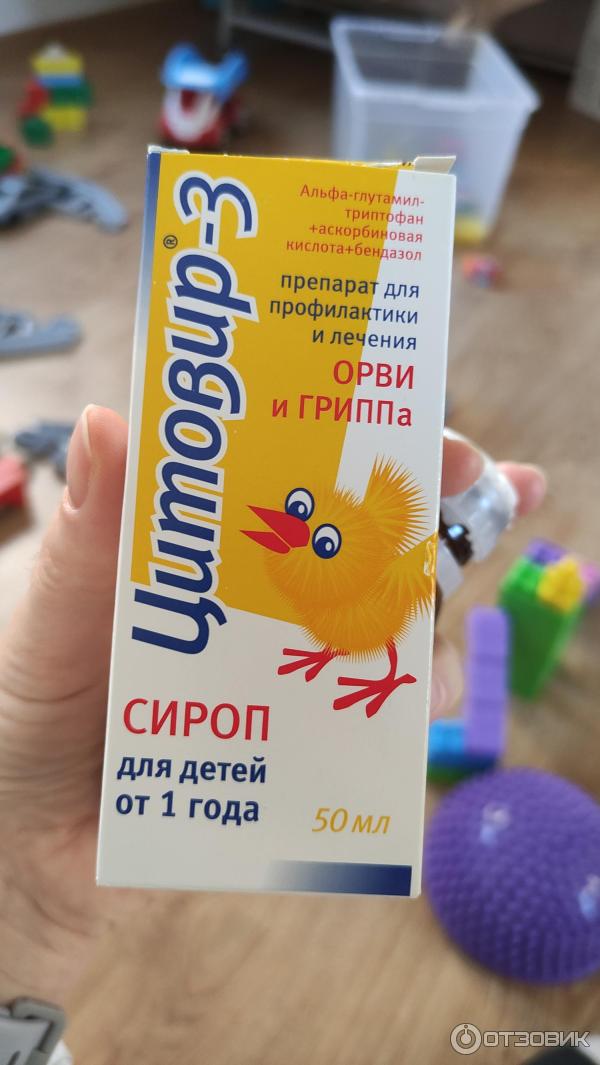 Цитовир-3®
Альфа-глутамил-
триптофан
+аскорбиновая
кислота+бендазол
препарат для
профилактики
и лечения
ОРВИ
и ГРИППа
СИРОП
для детей
от 1 года
50 мл
ОТЗОВИК